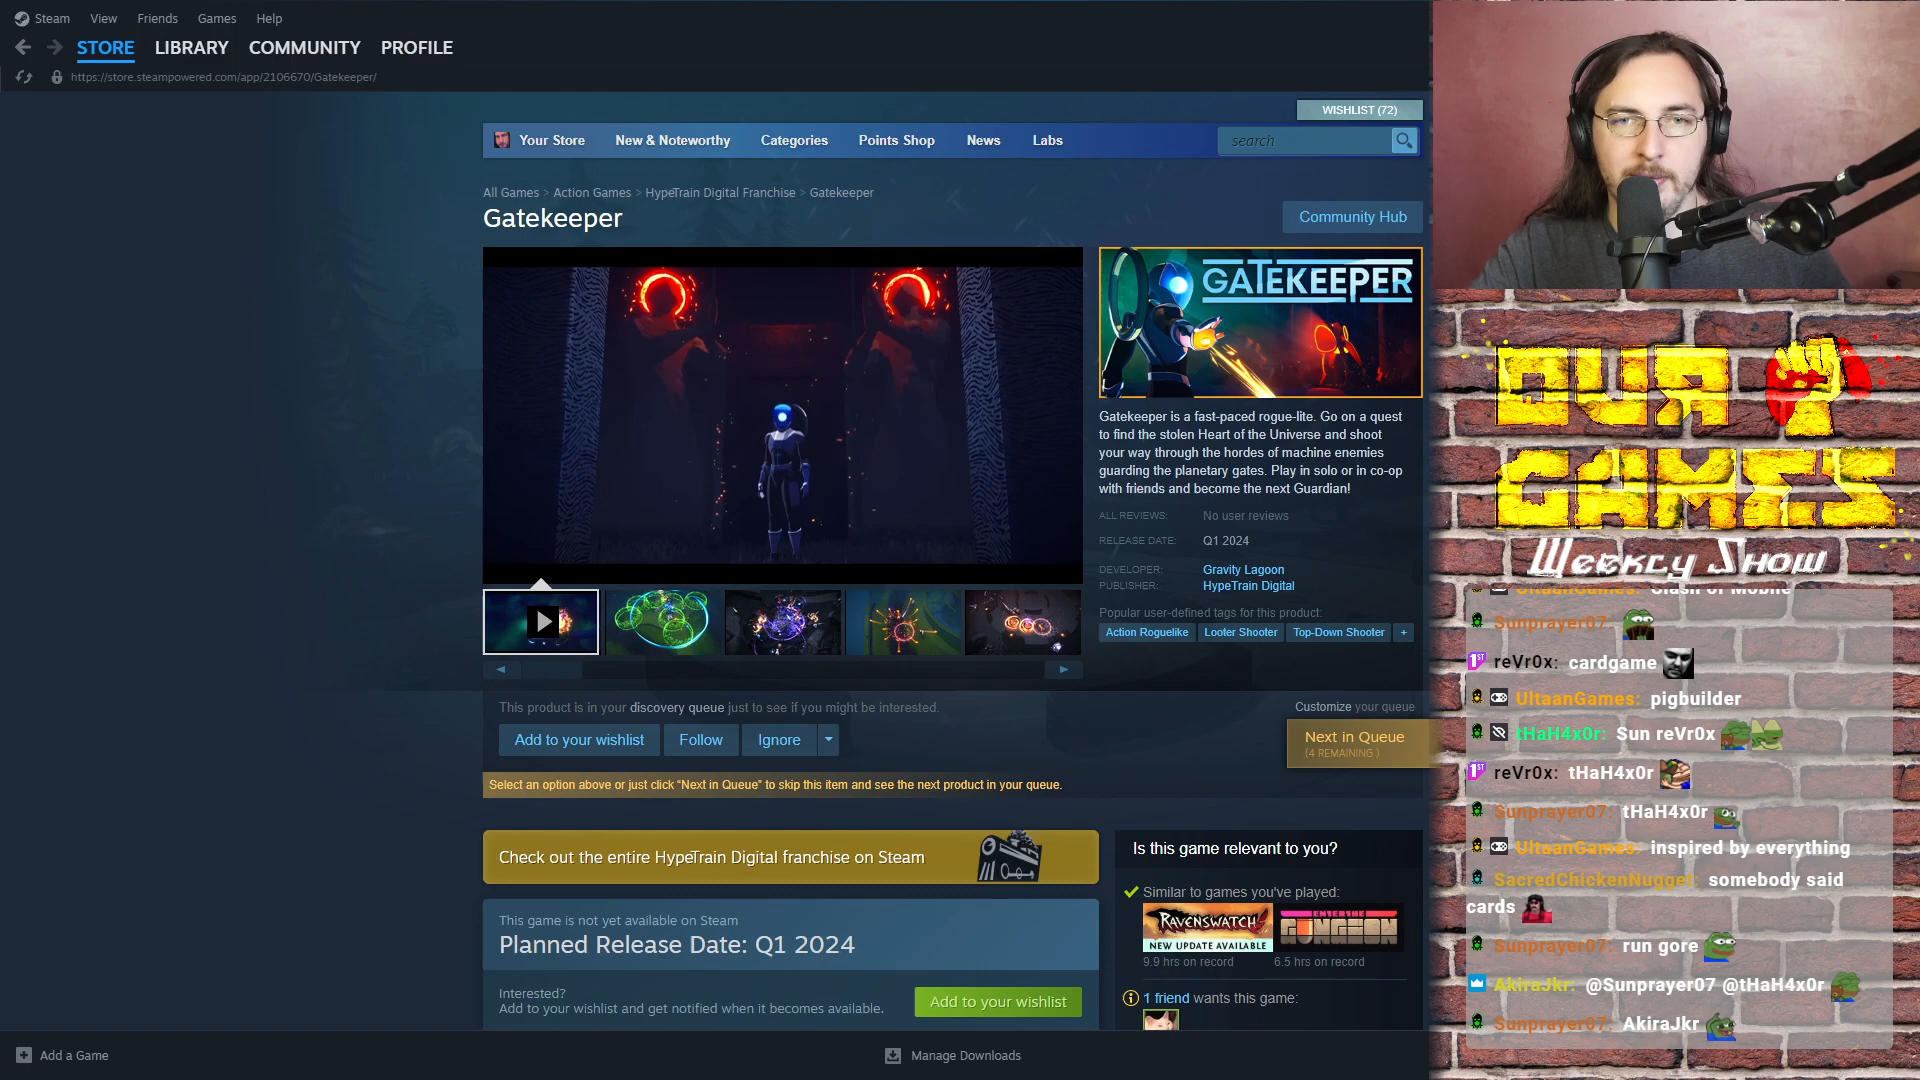 Steam View Friends Games Help
STORE LIBRARY COMMUNITY PROFILE
https://store.steampowered.com/app/2106670/Gatekeeper/
WISHLIST (72)
Your Store New & Noteworthy Categories Points Shop News Labs
search
All Games > Action Games > HypeTrain Digital Franchise > Gatekeeper
Gatekeeper
Community Hub
GATEKEEPER
Gatekeeper is a fast-paced rogue-lite. Go on a quest
to find the stolen Heart of the Universe and shoot
your way through the hordes of machine enemies
guarding the planetary gates. Play in solo or in co-op
with friends and become the next Guardian!
ALL REVIEWS: No user reviews
RELEASE DATE: Q1 2024
DEVELOPER: Gravity Lagoon
PUBLISHER: HypeTrain Digital
Popular user-defined tags for this product:
Action Roguelike Looter Shooter Top-Down Shooter +
This product is in your discovery queue just to see if you might be interested.
Customize your queue
Add to your wishlist Follow Ignore
Next in Queue
(4 REMAINING )
Select an option above or just click “Next in Queue” to skip this item and see the next product in your queue.
Check out the entire HypeTrain Digital franchise on Steam
This game is not yet available on Steam
Planned Release Date: Q1 2024
Interested?
Add to your wishlist and get notified when it becomes available.
Add to your wishlist
Is this game relevant to you?
Similar to games you've played:
RAVENSWATCH
NEW UPDATE AVAILABLE
ENTER THE
GUNGEON
9.9 hrs on record 6.5 hrs on record
1 friend wants this game:
Add a Game
Manage Downloads
OUR
GAMES
Weekly Show
UltaanGames: Clash of Mobile
Sunprayer07:
1ST reVr0x: cardgame
UltaanGames: pigbuilder
tHaH4x0r: Sun reVr0x
1ST reVr0x: tHaH4x0r
Sunprayer07: tHaH4x0r
UltaanGames: inspired by everything
SacredChickenNugget: somebody said
cards
Sunprayer07: run gore
AkiraJkr: @Sunprayer07 @tHaH4x0r
Sunprayer07: AkiraJkr